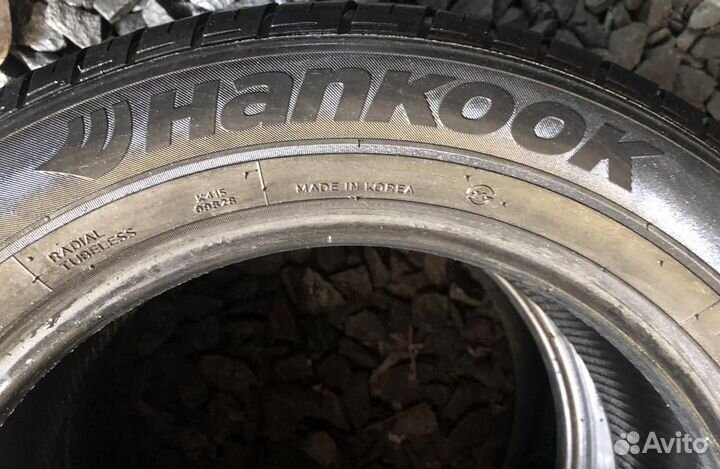 Hankook
RADIAL
TUBELESS
K415
MADE IN KOREA
Avito